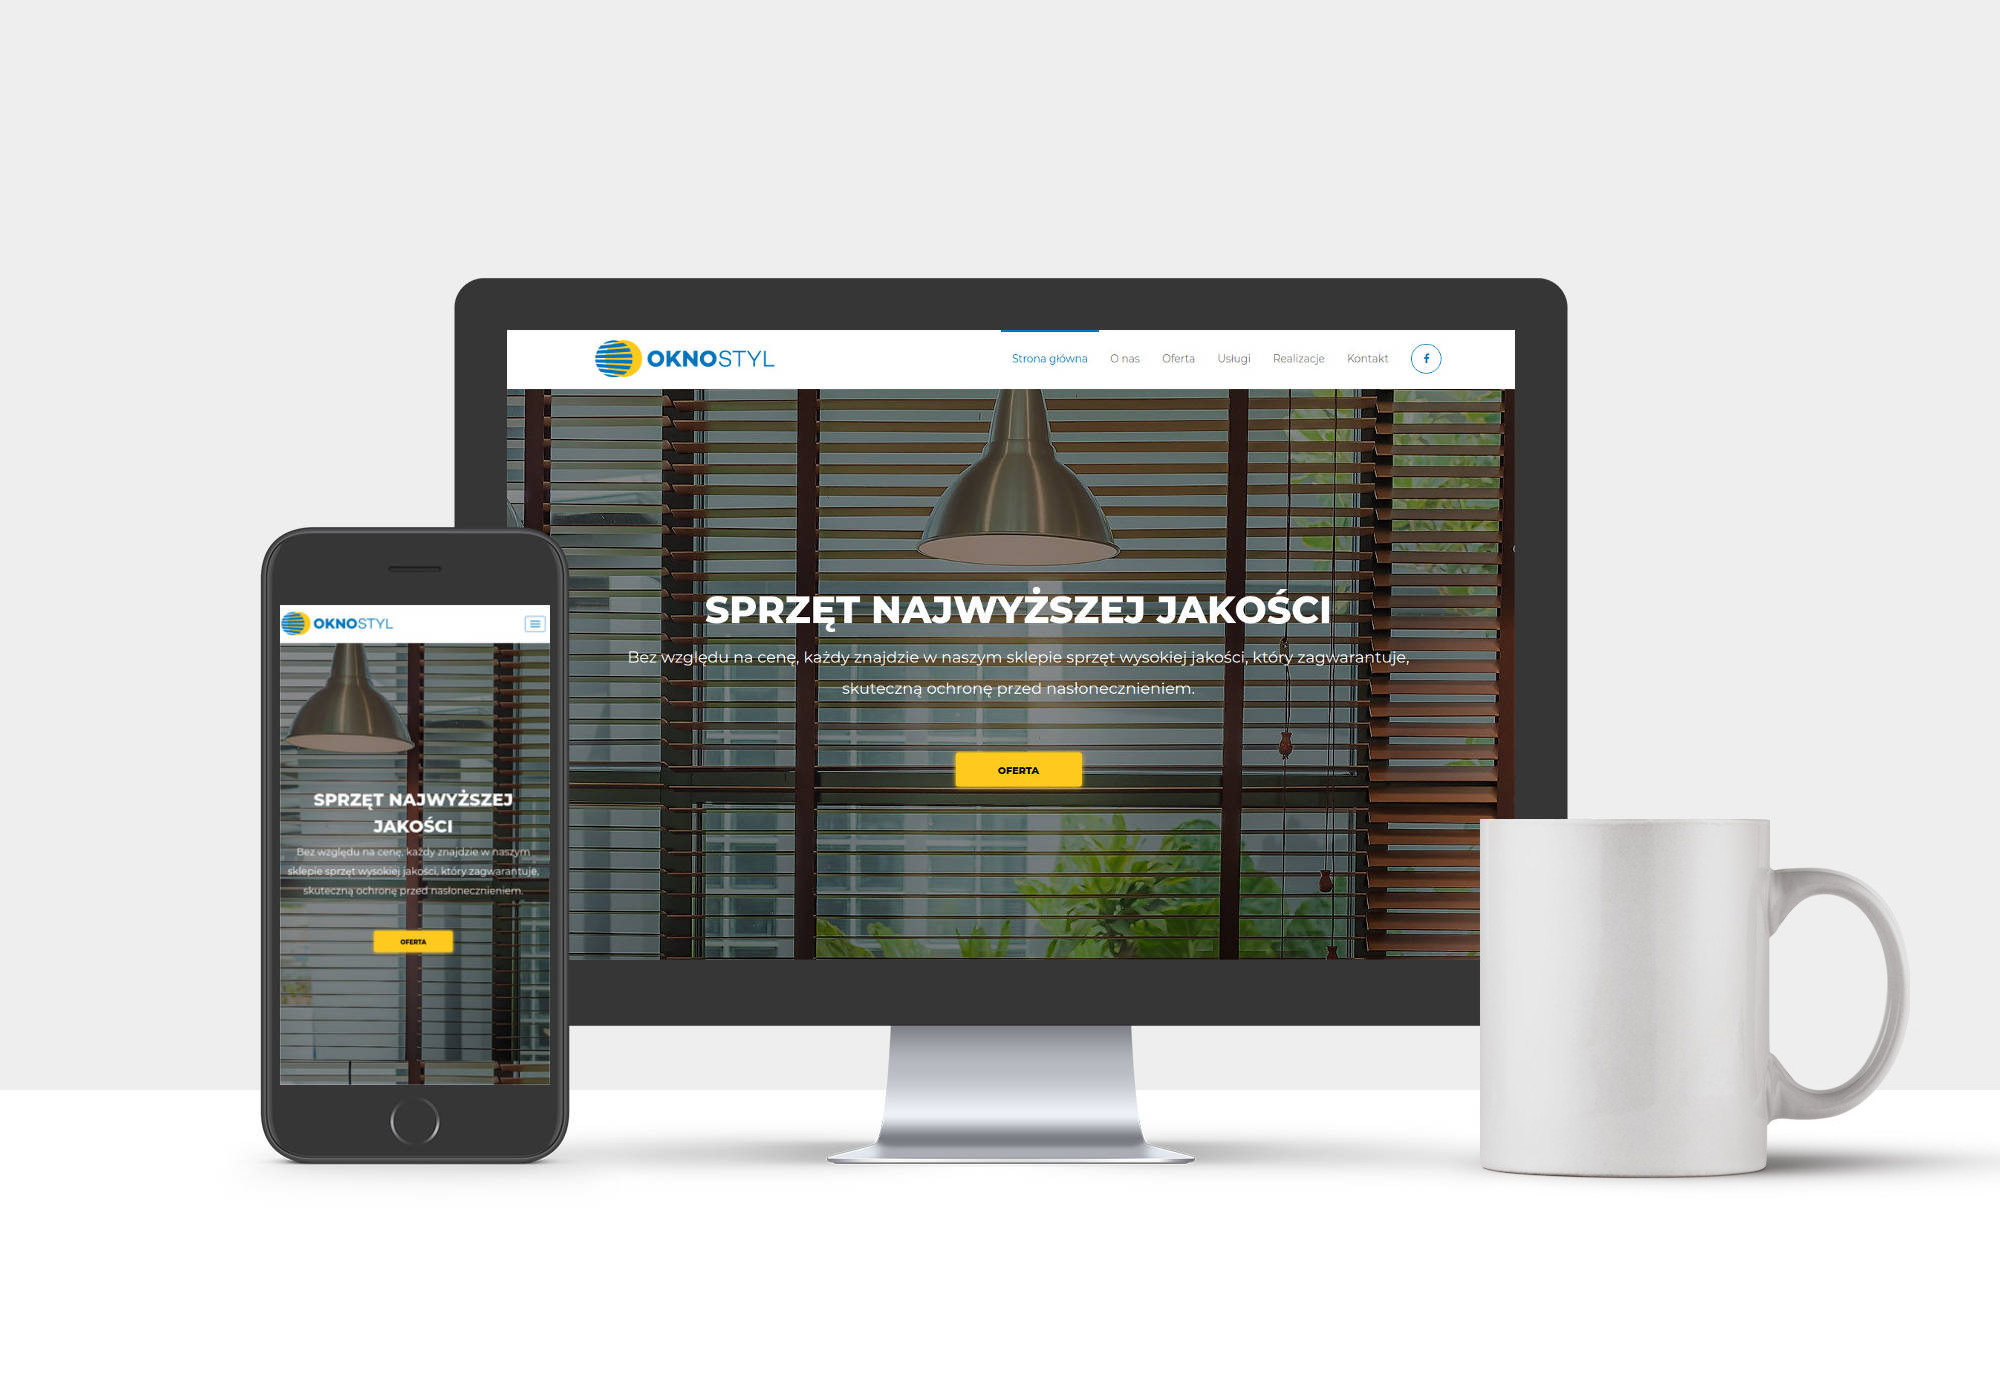 OKNOSTYL
Strona główna O nas Oferta Usługi Realizacje Kontakt f
SPRZĘT NAJWYŻSZEJ JAKOŚCI
Bez względu na cenę, każdy znajdzie w naszym sklepie sprzęt wysokiej jakości, który zagwarantuje,
skuteczną ochronę przed nasłonecznieniem.
OFERTA
OKNOSTYL
SPRZĘT NAJWYŻSZEJ
JAKOŚCI
Bez względu na cenę, każdy znajdzie w naszym
sklepie sprzęt wysokiej jakości, który zagwarantuje,
skuteczną ochronę przed nasłonecznieniem.
OFERTA